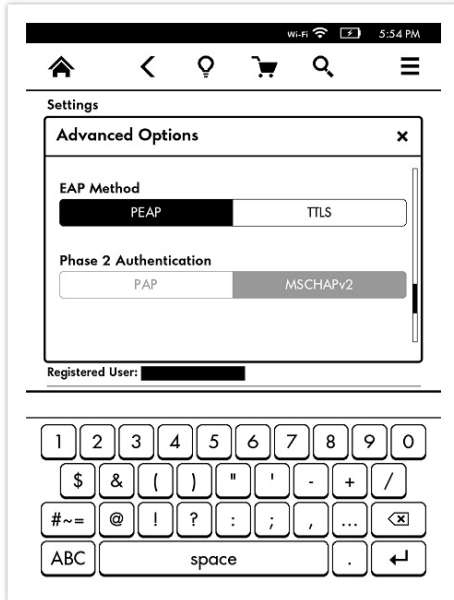 Wi-Fi 5:54 PM
Settings
Advanced Options ×
EAP Method
PEAP TTLS
Phase 2 Authentication
PAP MSCHAPv2
Registered User:
1 2 3 4 5 6 7 8 9 0
$ & ( ) " ' - + /
#~= @ ! ? : ; , ...
ABC space .